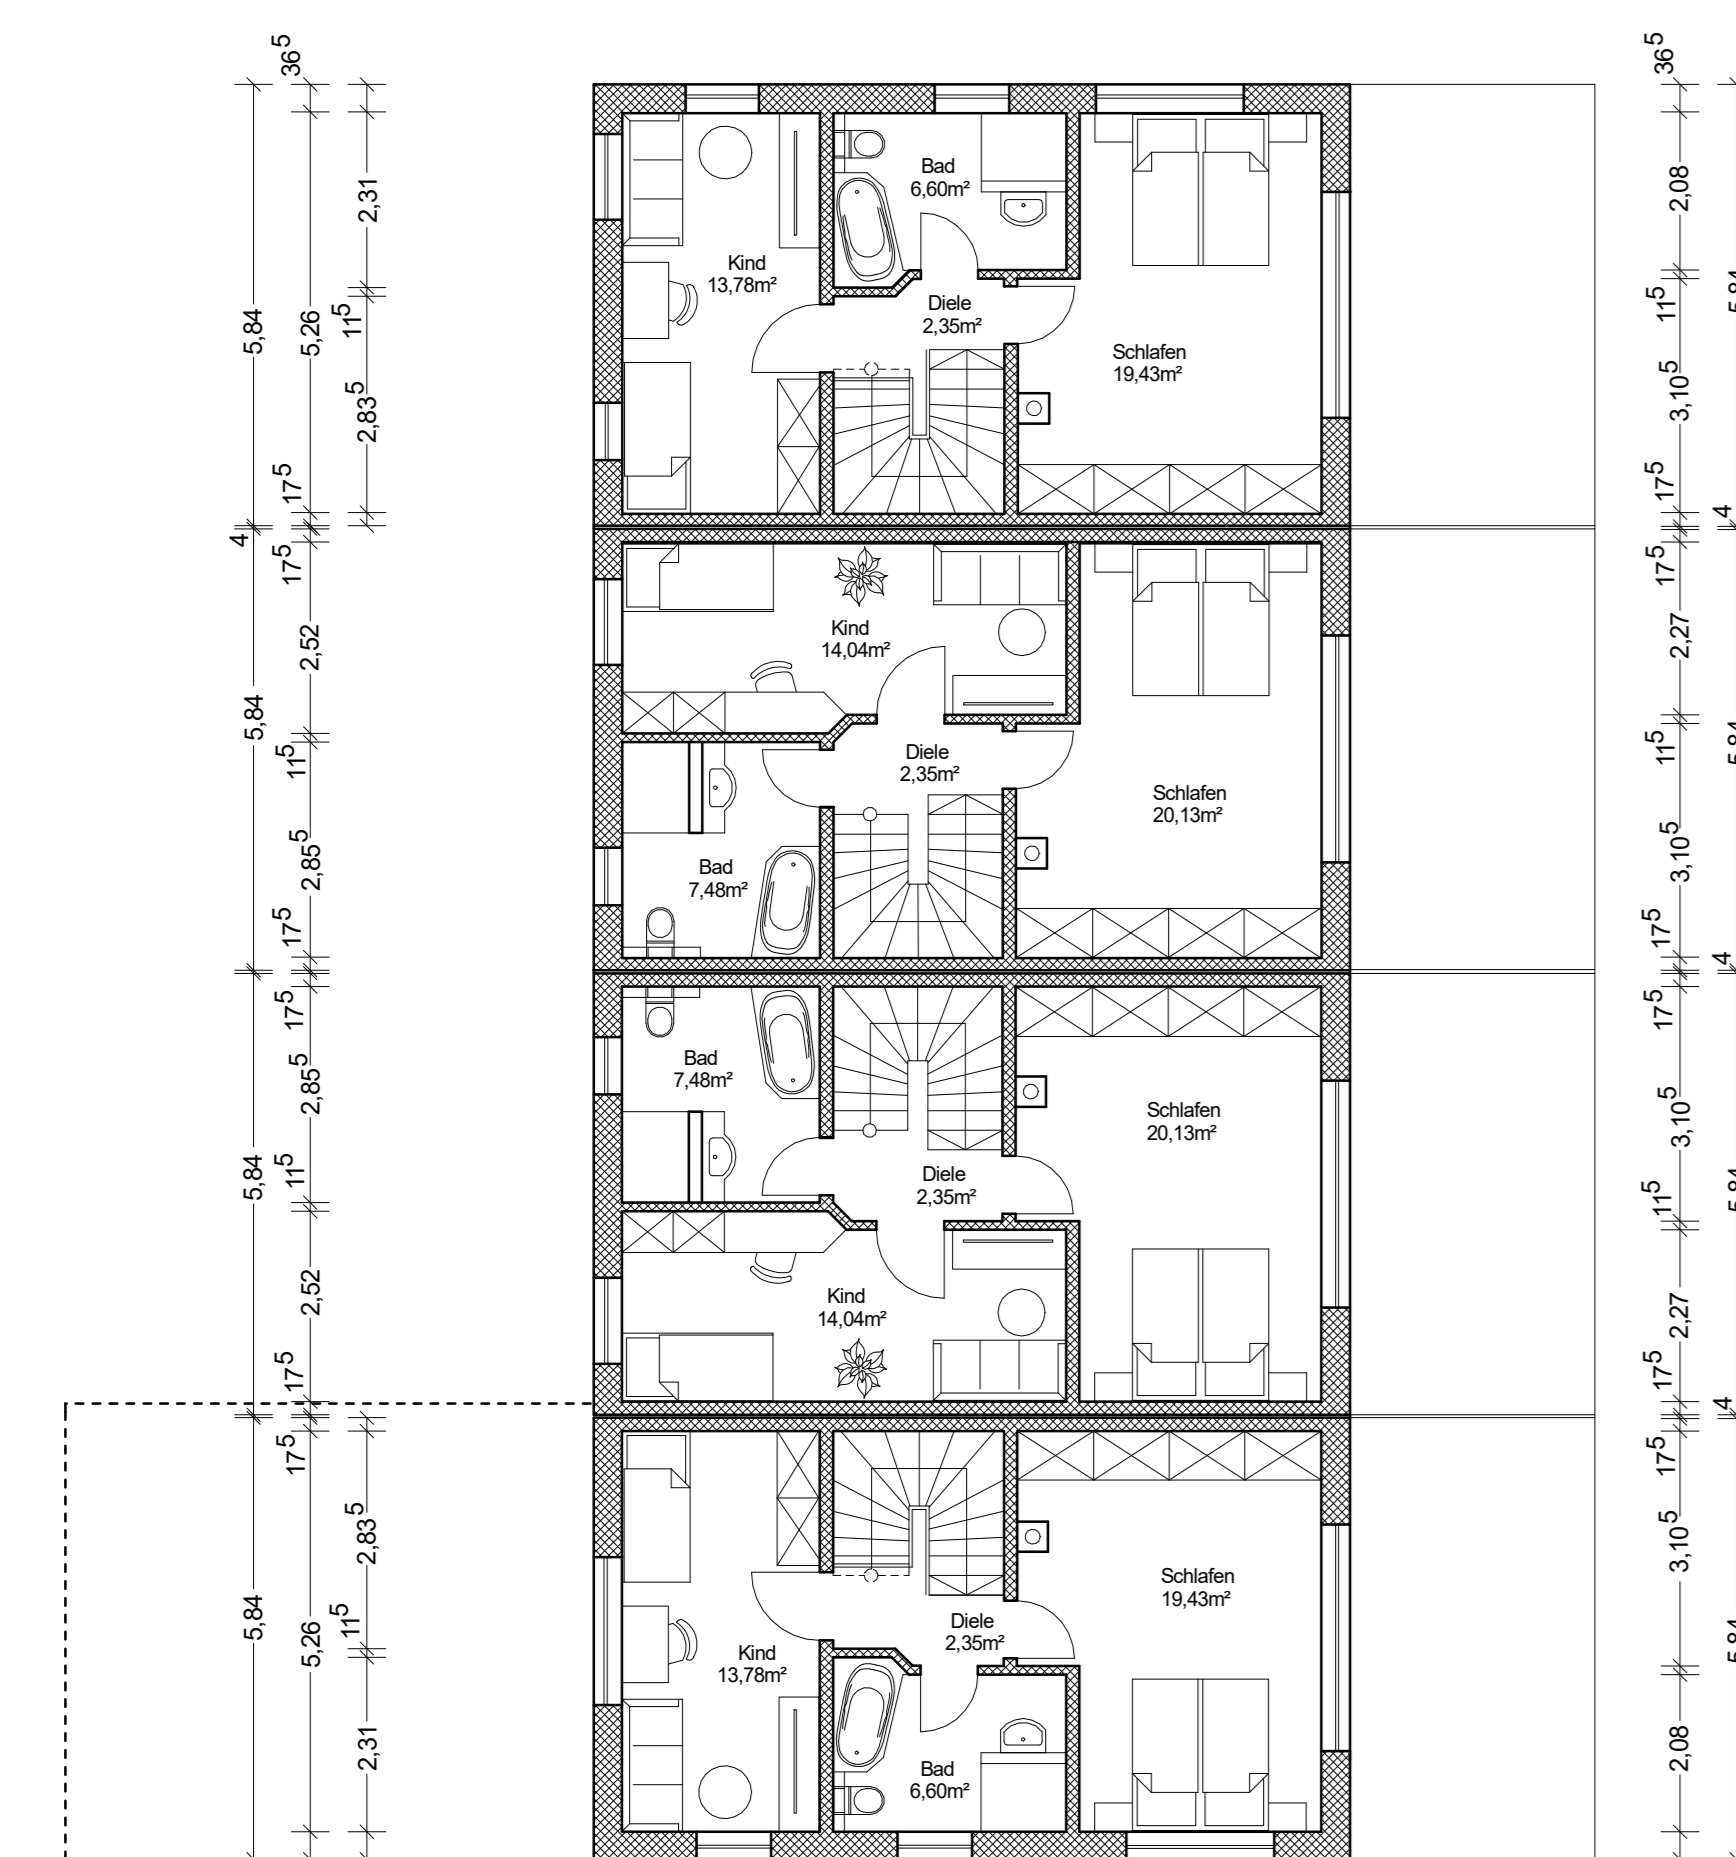 36⁵
2,31
5,84
5,26
11⁵
2,83⁵
17⁵
4
17⁵
2,52
5,84
11⁵
2,85⁵
17⁵
17⁵
2,85⁵
5,84
11⁵
2,52
17⁵
17⁵
2,83⁵
5,84
5,26
11⁵
2,31
Bad
6,60m²
Kind
13,78m²
Diele
2,35m²
Schlafen
19,43m²
Kind
14,04m²
Diele
2,35m²
Schlafen
20,13m²
Bad
7,48m²
Bad
7,48m²
Schlafen
20,13m²
Diele
2,35m²
Kind
14,04m²
Schlafen
19,43m²
Diele
2,35m²
Kind
13,78m²
Bad
6,60m²
36⁵
2,08
11⁵
3,10⁵
17⁵
4
17⁵
2,27
11⁵
3,10⁵
17⁵
4
17⁵
3,10⁵
11⁵
2,27
17⁵
4
17⁵
3,10⁵
2,08